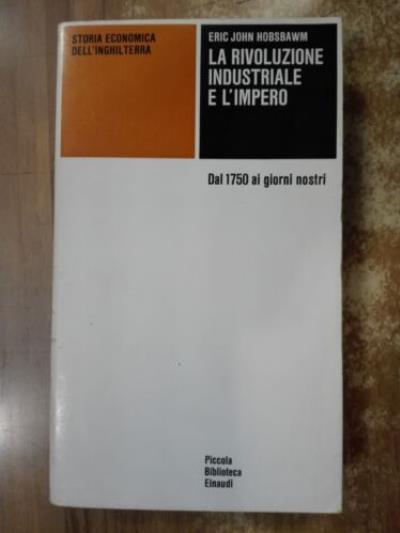 STORIA ECONOMICA
DELL'INGHILTERRA
ERIC JOHN HOBSBAWM
LA RIVOLUZIONE
INDUSTRIALE
E L'IMPERO
Dal 1750 ai giorni nostri
Piccola
Biblioteca
Einaudi